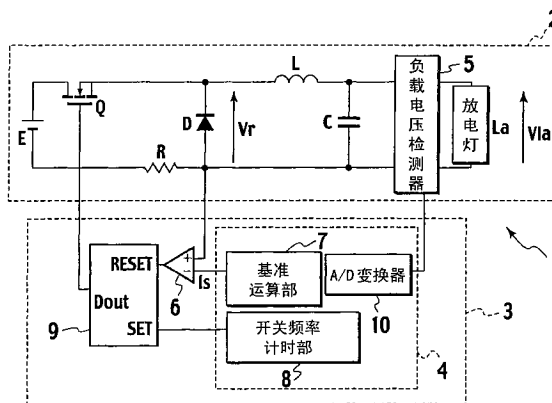 2
5
L
Q
D
Vr
C
E
R
负载电压检测器
放电灯
La
Vla
7
RESET
+
-
6
Is
基准
运算部
A/D变换器
10
Dout
9
SET
开关频率
计时部
8
4
3